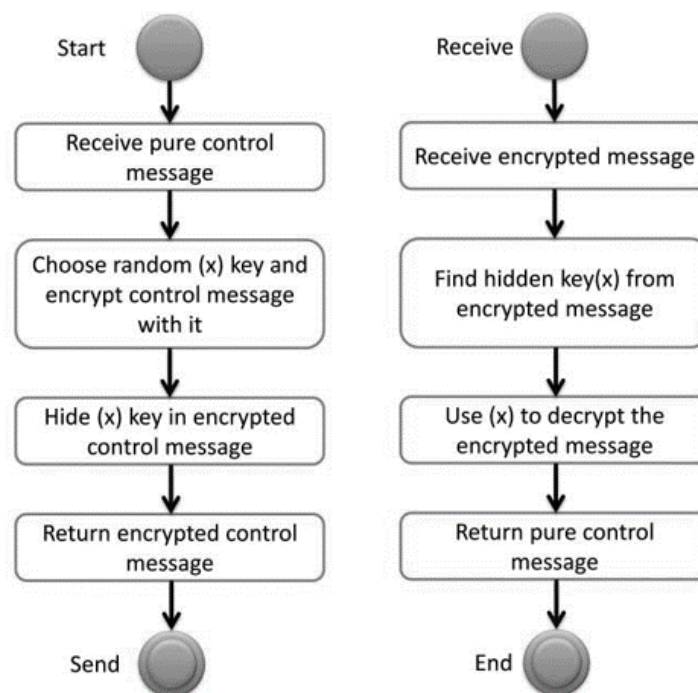 Start
Receive pure control
message
Choose random (x) key and
encrypt control message
with it
Hide (x) key in encrypted
control message
Return encrypted control
message
Send
Receive
Receive encrypted message
Find hidden key(x) from
encrypted message
Use (x) to decrypt the
encrypted message
Return pure control
message
End